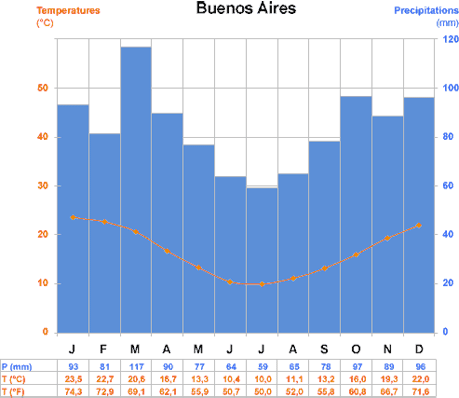 Temperatures Buenos Aires Precipitations
(°C) (mm)
120
50 100
40 80
30 60
20 40
10 20
0 0
J F M A M J J A S O N D
P (mm) 93 81 117 90 77 64 59 65 78 97 89 96
T (°C) 23,5 22,7 20,6 16,7 13,3 10,4 10,0 11,1 13,2 16,0 19,3 22,0
T (°F) 74,3 72,9 69,1 62,1 55,9 50,7 50,0 52,0 55,8 60,8 66,7 71,6